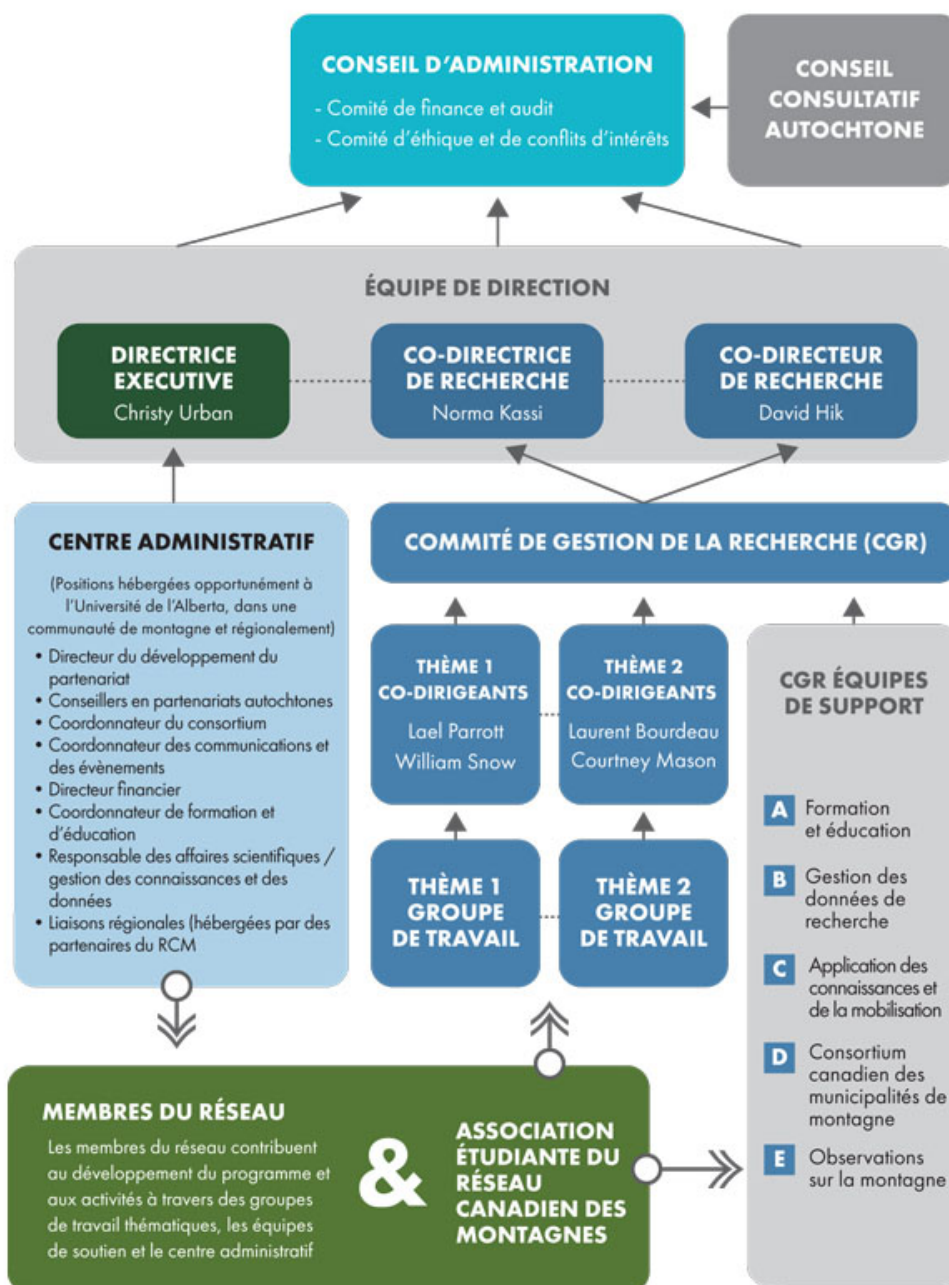 CONSEIL D'ADMINISTRATION
- Comité de finance et audit
- Comité d'éthique et de conflits d'intérêts
CONSEIL
CONSULTATIF
AUTOCHTONE
ÉQUIPE DE DIRECTION
DIRECTRICE
EXECUTIVE
Christy Urban
CO-DIRECTRICE
DE RECHERCHE
Norma Kassi
CO-DIRECTEUR
DE RECHERCHE
David Hik
CENTRE ADMINISTRATIF
(Positions hébergées opportunément à
l'Université de l'Alberta, dans une
communauté de montagne et régionalement)
• Directeur du développement du
partenariat
• Conseillers en partenariats autochtones
• Coordonnateur du consortium
• Coordonnateur des communications et
des évènements
• Directeur financier
• Coordonnateur de formation et
d'éducation
• Responsable des affaires scientifiques /
gestion des connaissances et des
données
• Liaisons régionales (hébergées par des
partenaires du RCM
COMMITÉ DE GESTION DE LA RECHERCHE (CGR)
THÈME 1
CO-DIRIGEANTS
Lael Parrott
William Snow
THÈME 2
CO-DIRIGEANTS
Laurent Bourdeau
Courtney Mason
THÈME 1
GROUPE
DE TRAVAIL
THÈME 2
GROUPE
DE TRAVAIL
CGR ÉQUIPES
DE SUPPORT
A Formation
et éducation
B Gestion des
données de
recherche
C Application des
connaissances et
de la mobilisation
D Consortium
canadien des
municipalités de
montagne
E Observations
sur la montagne
MEMBRES DU RÉSEAU
Les membres du réseau contribuent
au développement du programme et
aux activités à travers des groupes
de travail thématiques, les équipes
de soutien et le centre administratif
&
ASSOCIATION
ÉTUDIANTE DU
RÉSEAU
CANADIEN DES
MONTAGNES